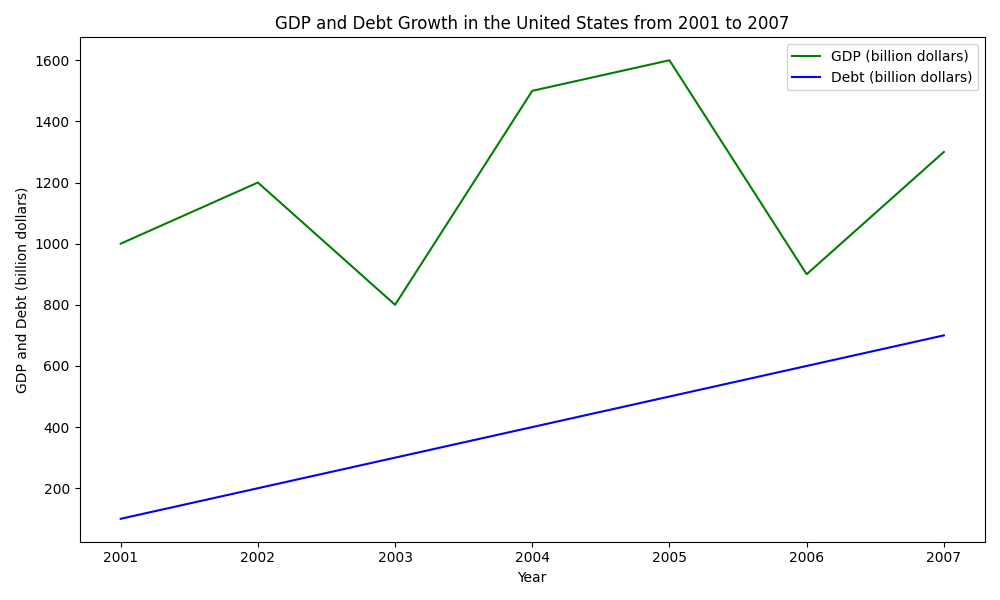 GDP and Debt Growth in the United States from 2001 to 2007
GDP (billion dollars)
Debt (billion dollars)
GDP and Debt (billion dollars)
1600
1400
1200
1000
800
600
400
200
2001 2002 2003 2004 2005 2006 2007
Year